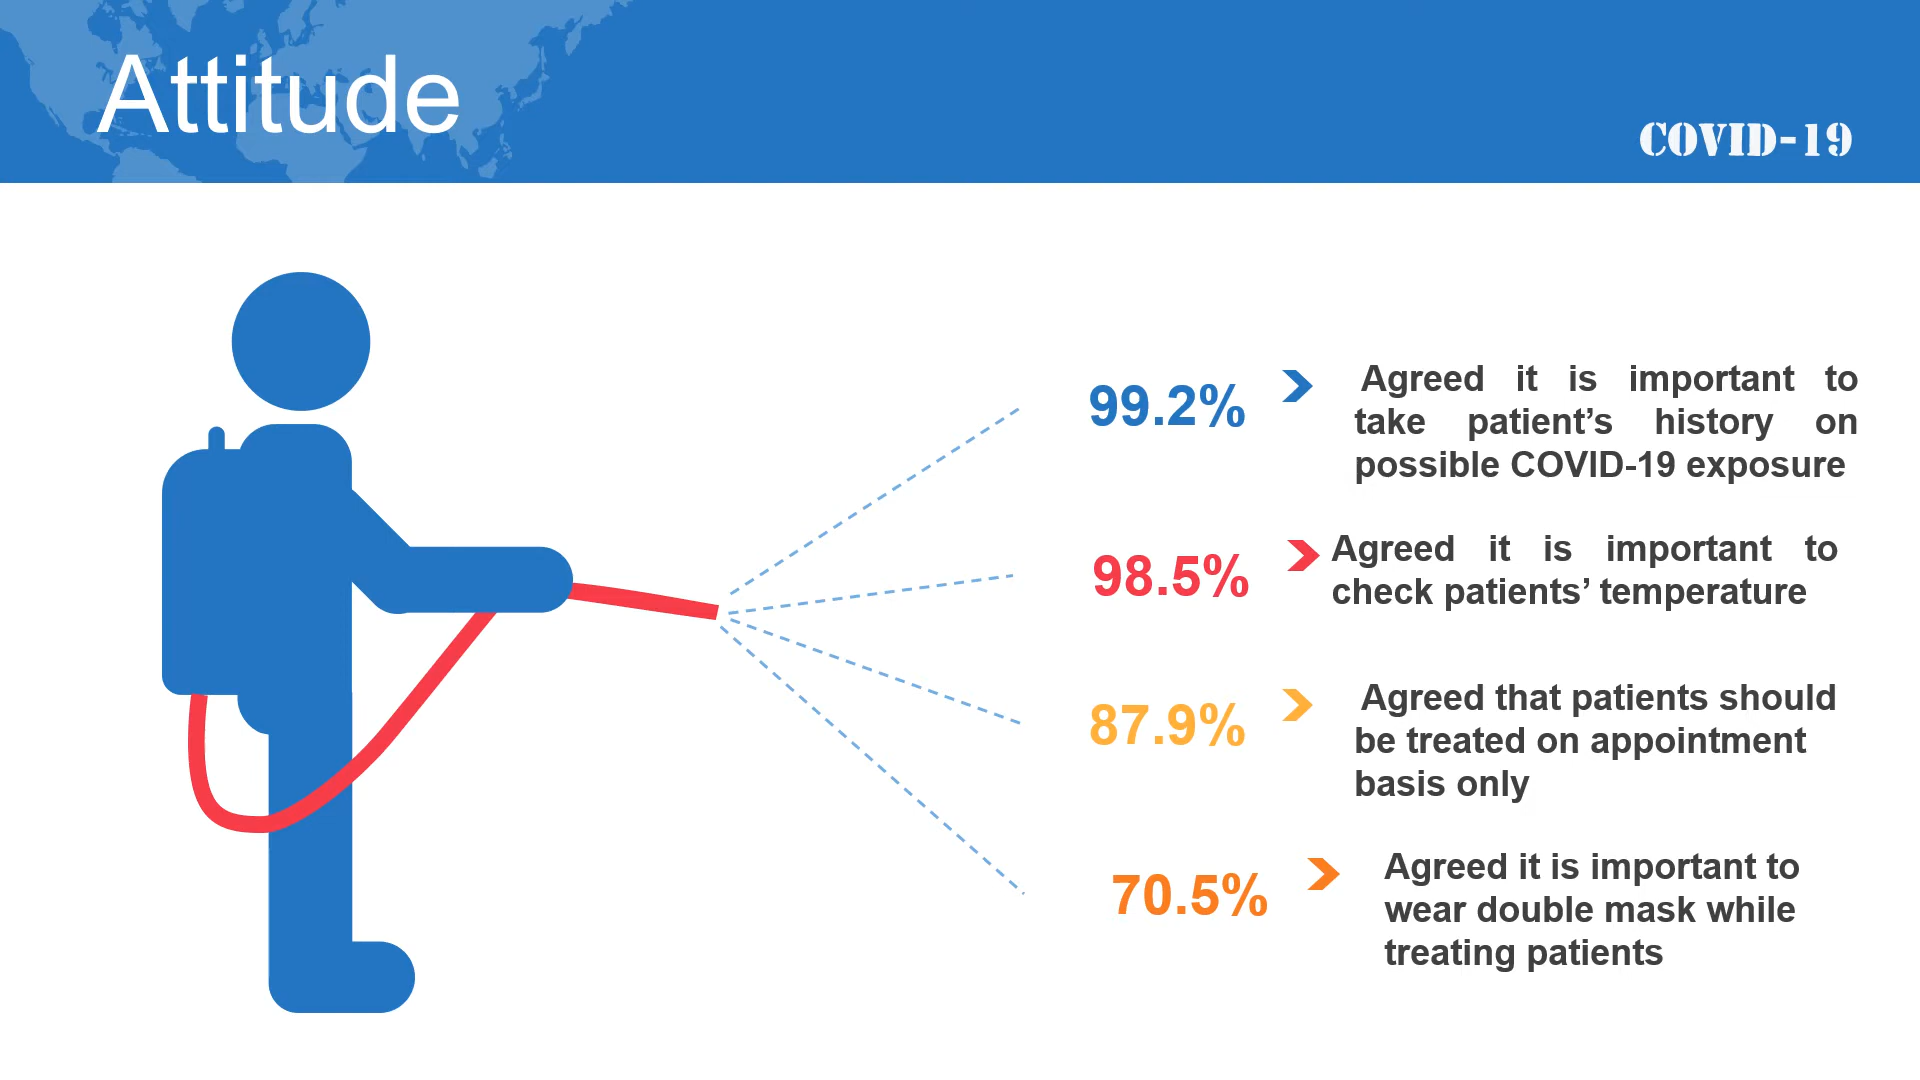 Attitude
COVID-19
99.2%
Agreed it is important to
take patient’s history on
possible COVID-19 exposure
98.5%
Agreed it is important to
check patients’ temperature
87.9%
Agreed that patients should
be treated on appointment
basis only
70.5%
Agreed it is important to
wear double mask while
treating patients